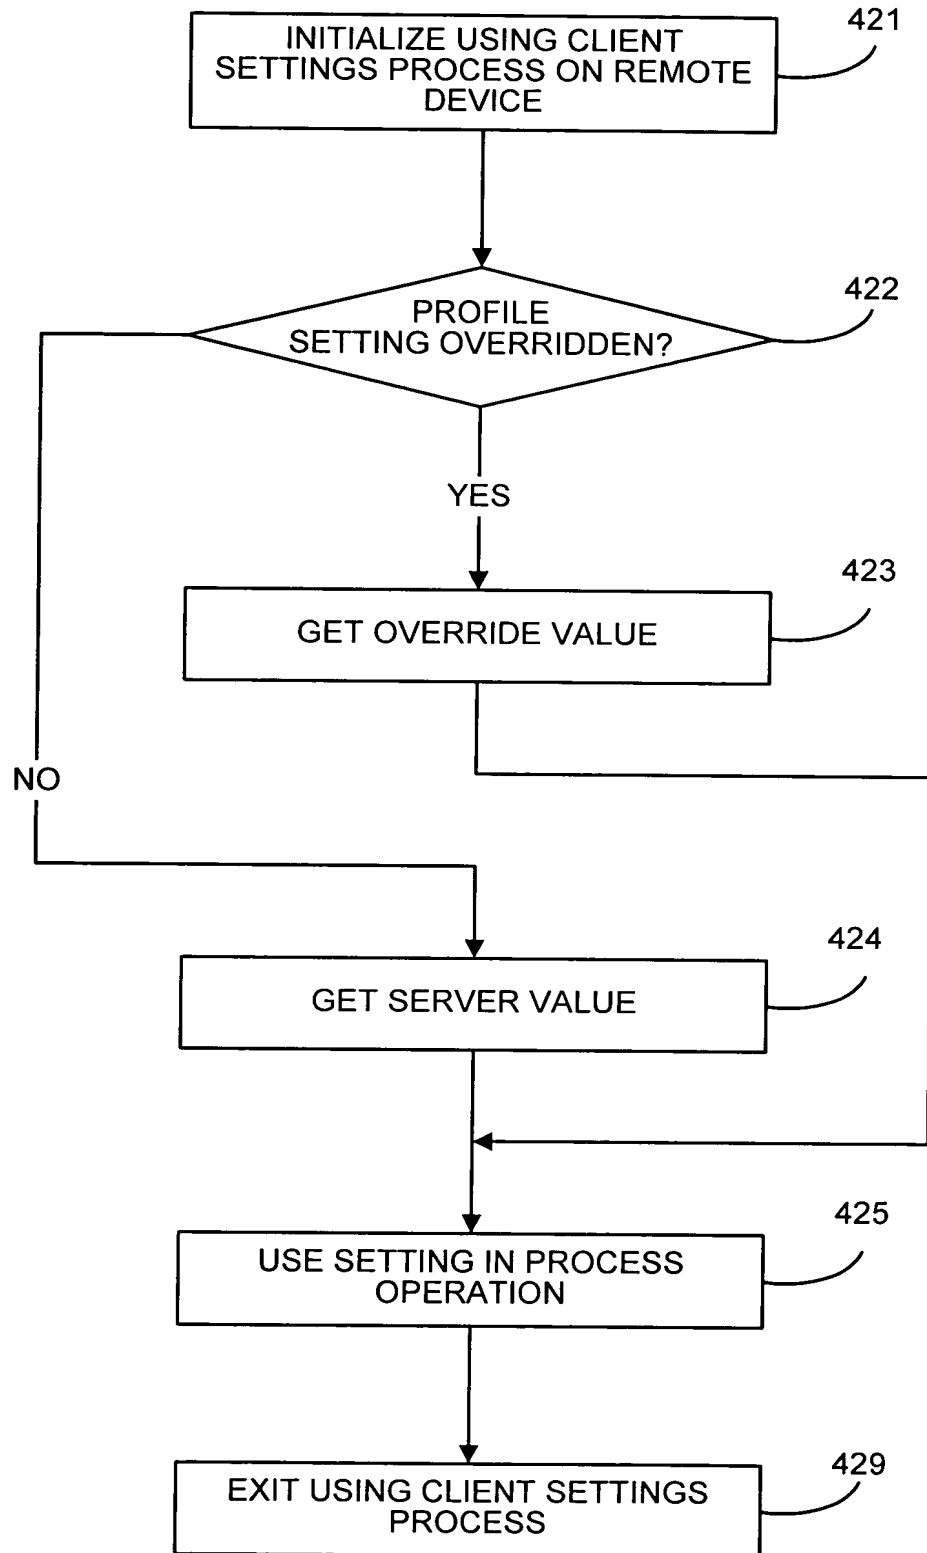 421
INITIALIZE USING CLIENT
SETTINGS PROCESS ON REMOTE
DEVICE
422
PROFILE
SETTING OVERRIDDEN?
YES
423
GET OVERRIDE VALUE
NO
424
GET SERVER VALUE
425
USE SETTING IN PROCESS
OPERATION
429
EXIT USING CLIENT SETTINGS
PROCESS